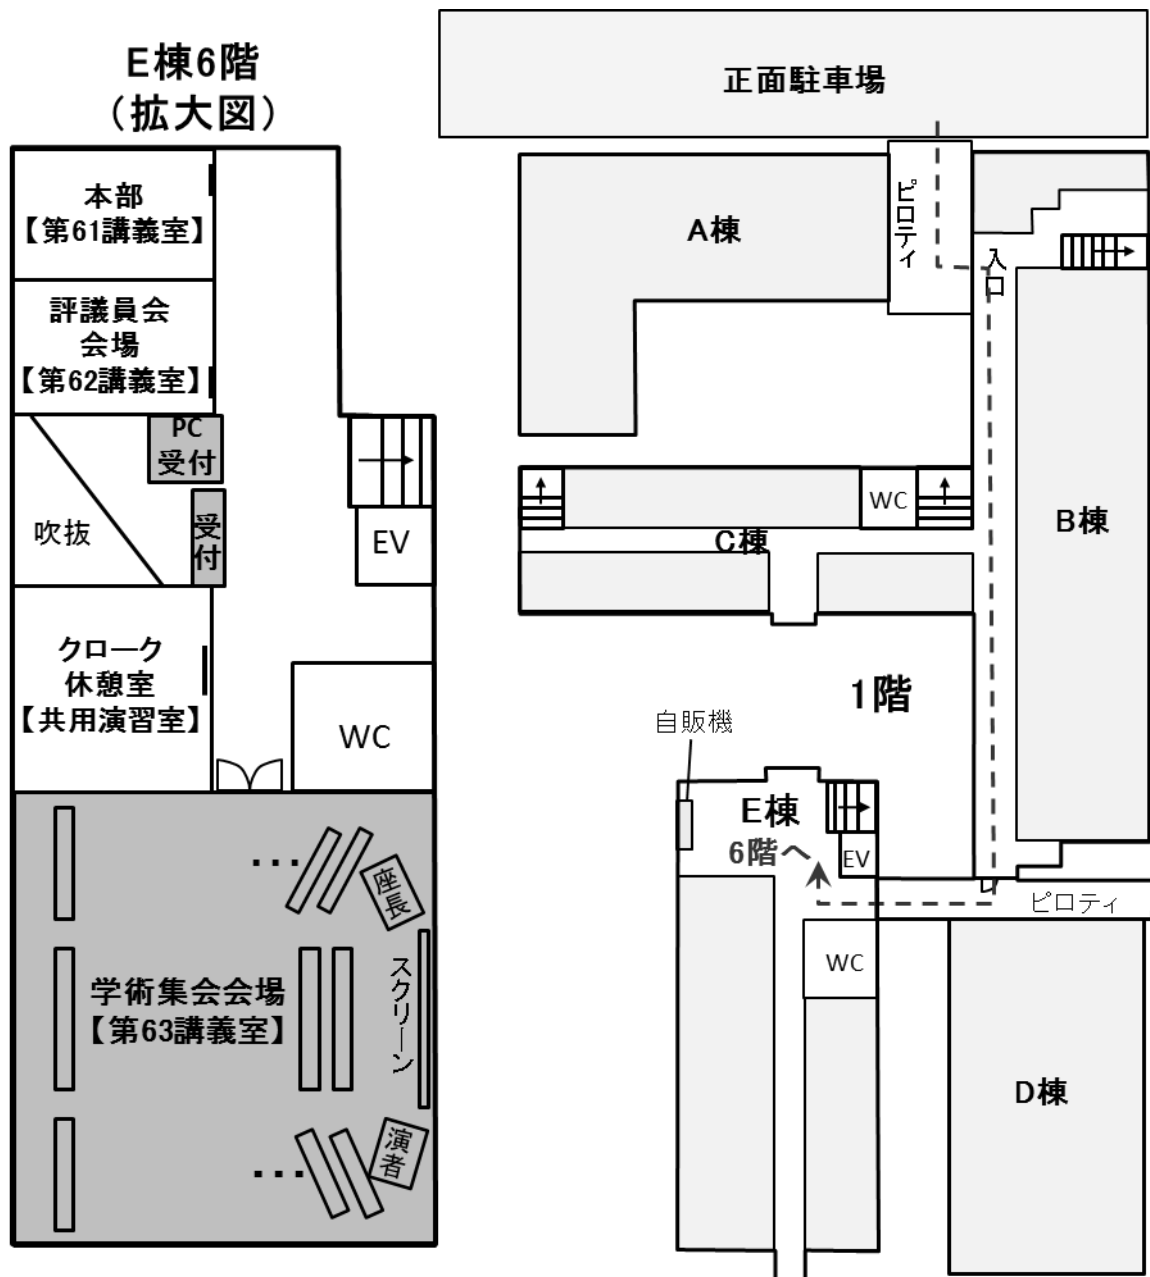 E棟6階
（拡大図）
本部
【第61講義室】
評議員会
会場
【第62講義室】
PC
受付
受付
吹抜
EV
クローク
休憩室
【共用演習室】
WC
座長
学術集会会場
【第63講義室】
スクリーン
演者
正面駐車場
A棟
ピロティ
入口
B棟
WC
C棟
1階
自販機
E棟
6階へ
EV
ピロティ
WC
D棟